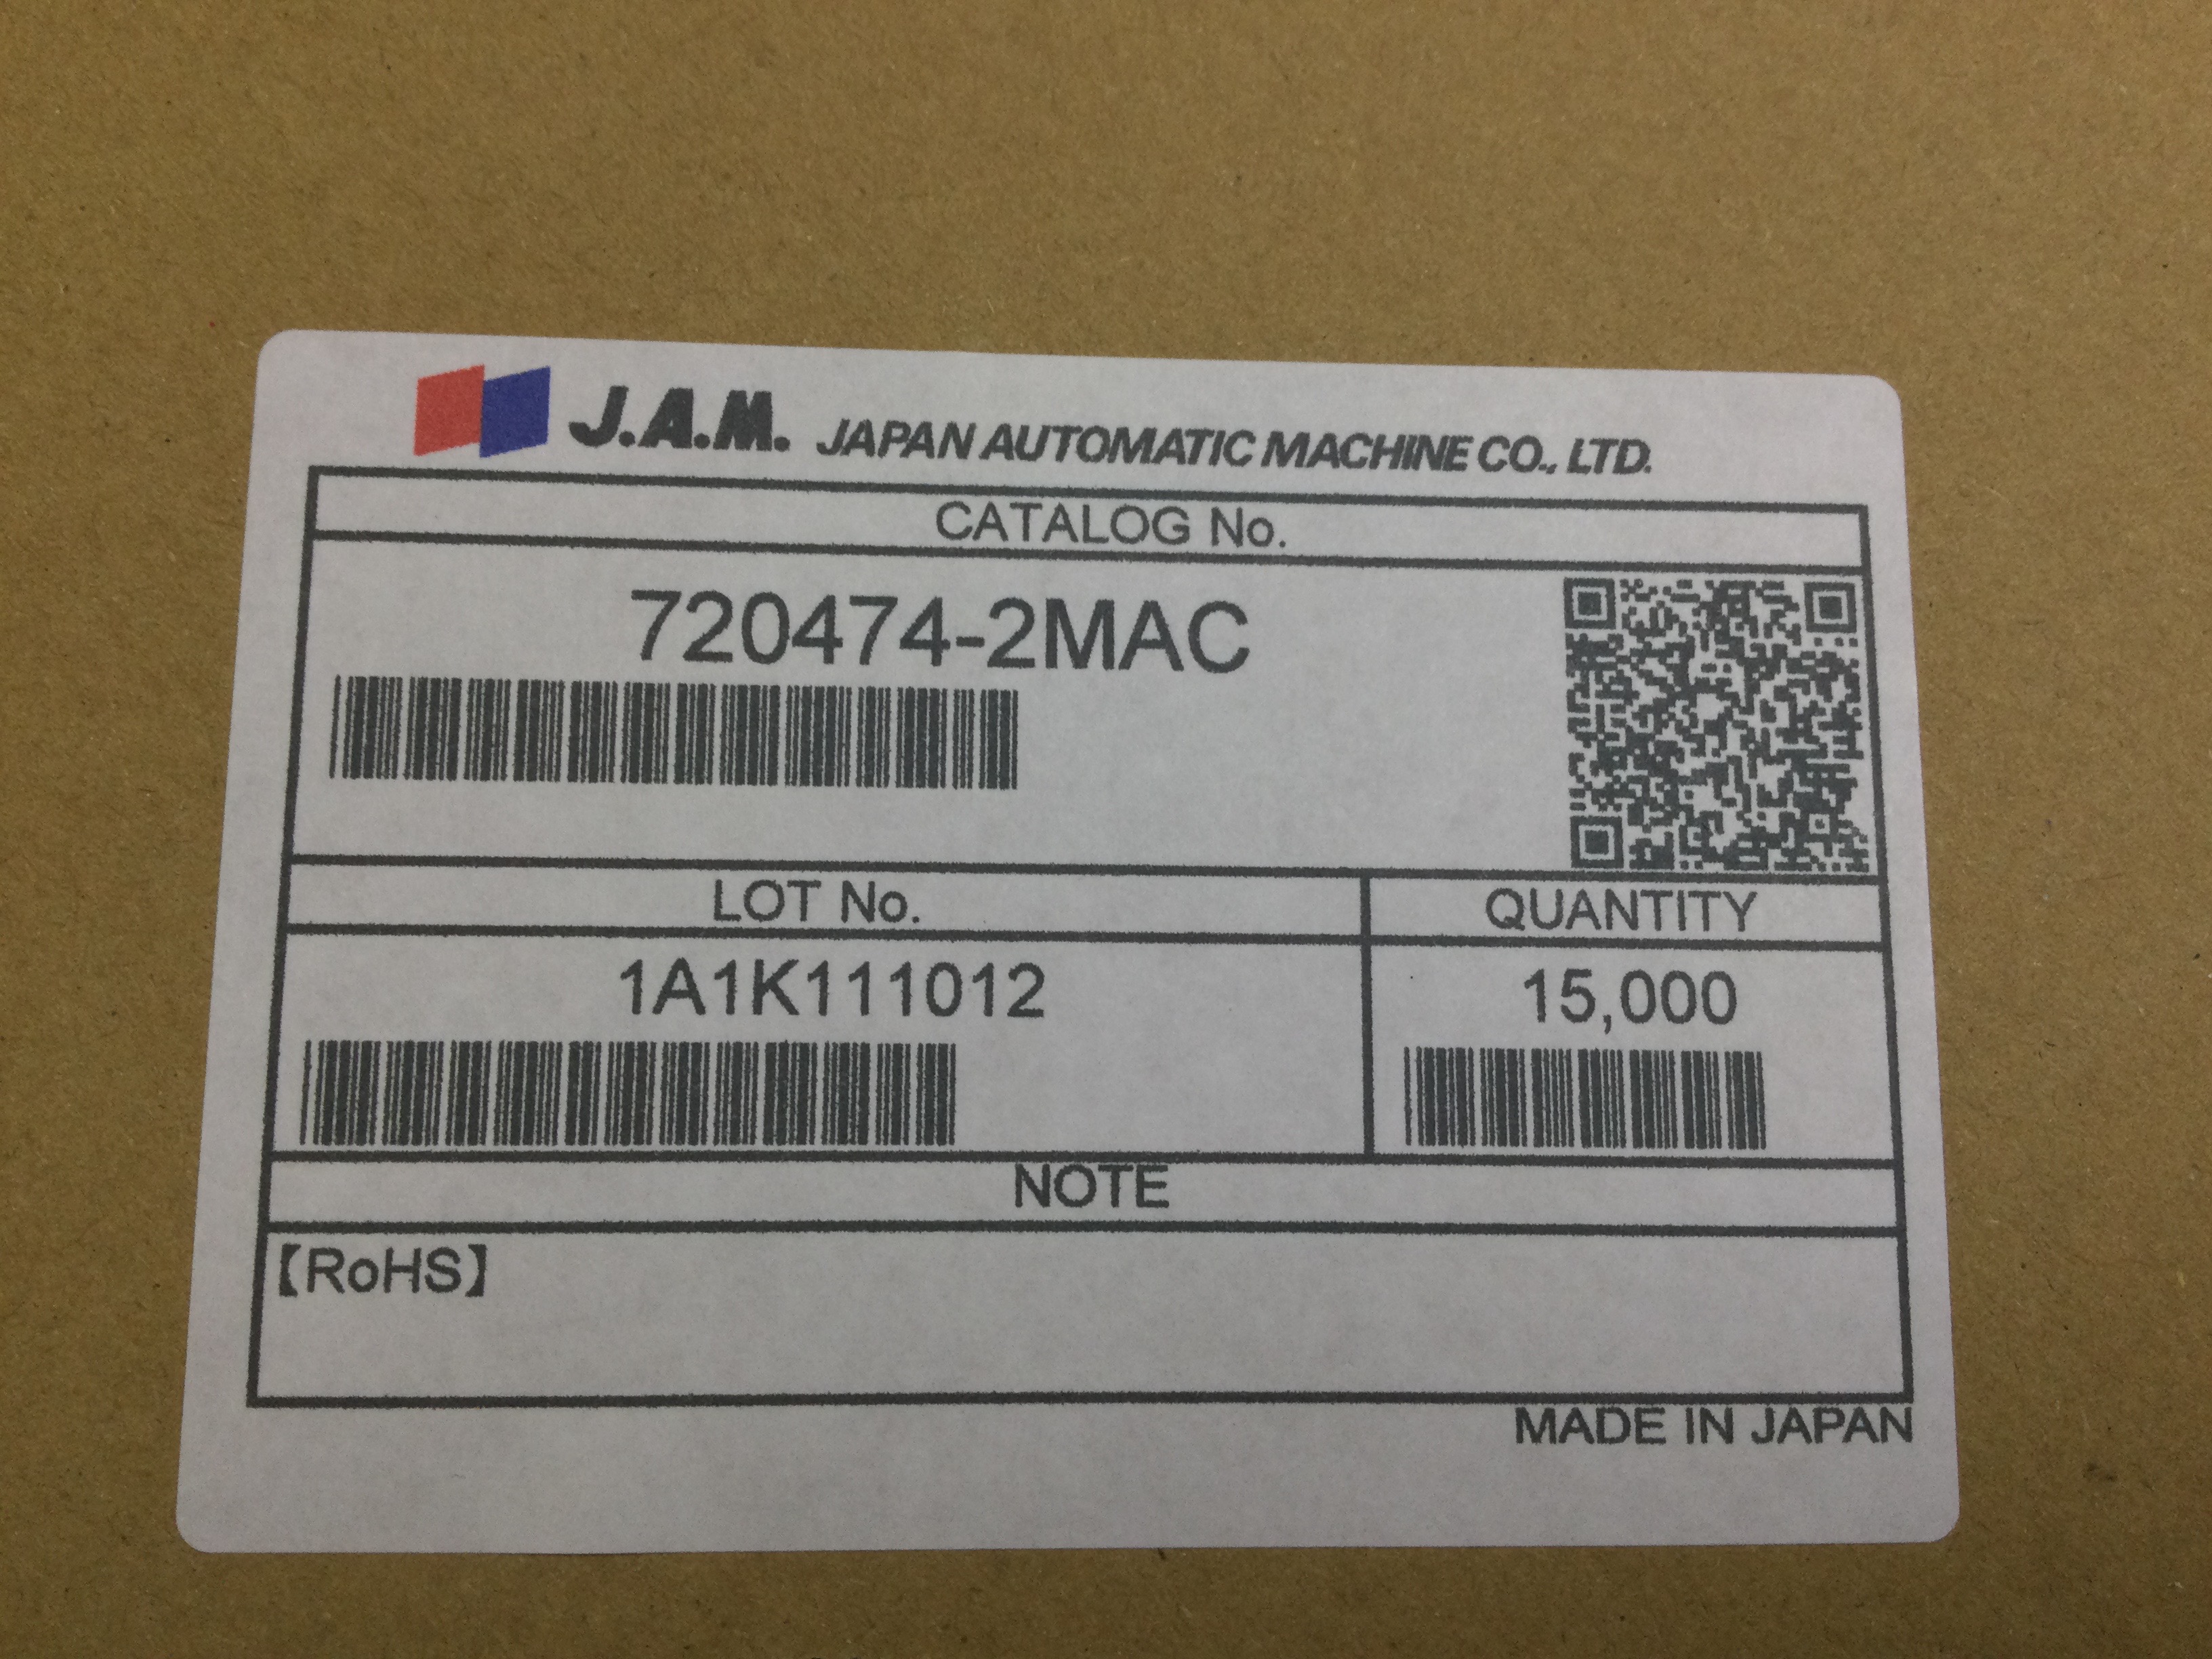 J.A.M. JAPAN AUTOMATIC MACHINE CO., LTD.
CATALOG No.
720474-2MAC
LOT No.
QUANTITY
1A1K111012
15,000
NOTE
【RoHS】
MADE IN JAPAN